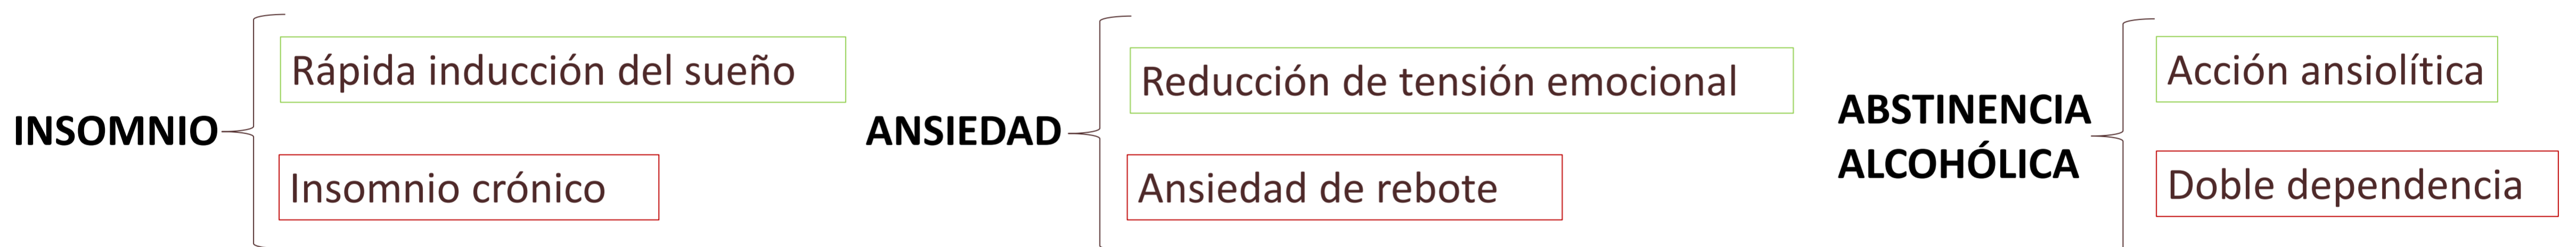 INSOMNIO
Rápida inducción del sueño
Insomnio crónico
ANSIEDAD
Reducción de tensión emocional
Ansiedad de rebote
ABSTINENCIA
ALCOHÓLICA
Acción ansiolítica
Doble dependencia